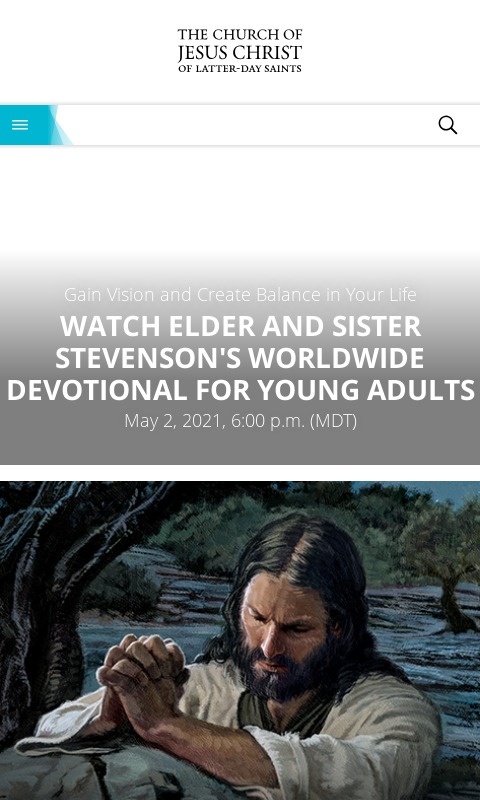 THE CHURCH OF
JESUS CHRIST
OF LATTER-DAY SAINTS
Gain Vision and Create Balance in Your Life
WATCH ELDER AND SISTER
STEVENSON'S WORLDWIDE
DEVOTIONAL FOR YOUNG ADULTS
May 2, 2021, 6:00 p.m. (MDT)